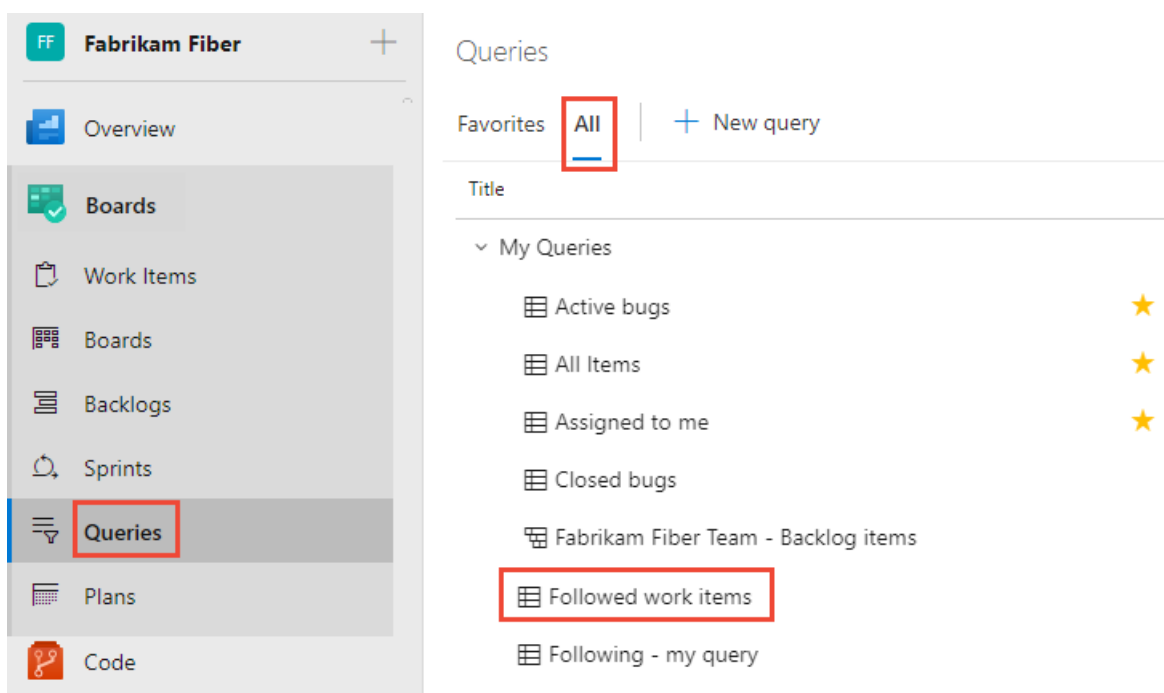 FF Fabrikam Fiber
Overview
Boards
Work Items
Boards
Backlogs
Sprints
Queries
Plans
Code
Queries
Favorites All + New query
Title
My Queries
Active bugs
All Items
Assigned to me
Closed bugs
Fabrikam Fiber Team - Backlog items
Followed work items
Following - my query